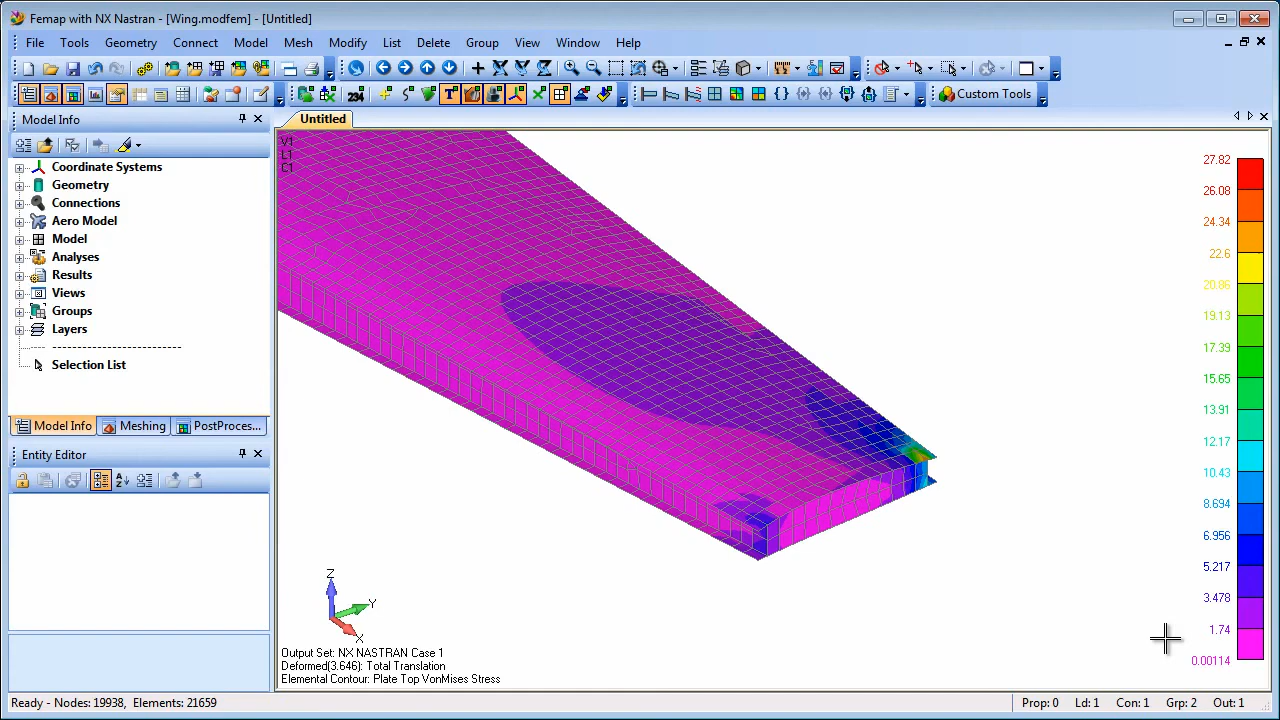 Femap with NX Nastran - [Wing.modfem] - [Untitled]
File Tools Geometry Connect Model Mesh Modify List Delete Group View Window Help
234
Custom Tools
Model Info
Untitled
Coordinate Systems
Geometry
Connections
Aero Model
Model
Analyses
Results
Views
Groups
Layers
Selection List
Model Info Meshing PostProces...
Entity Editor
V1
L1
C1
27.82
26.08
24.34
22.6
20.86
19.13
17.39
15.65
13.91
12.17
10.43
8.694
6.956
5.217
3.478
1.74
0.00114
Z
Y
X
Output Set: NX NASTRAN Case 1
Deformed(3.646): Total Translation
Elemental Contour: Plate Top VonMises Stress
Ready - Nodes: 19938, Elements: 21659
Prop: 0 Ld: 1 Con: 1 Grp: 2 Out: 1